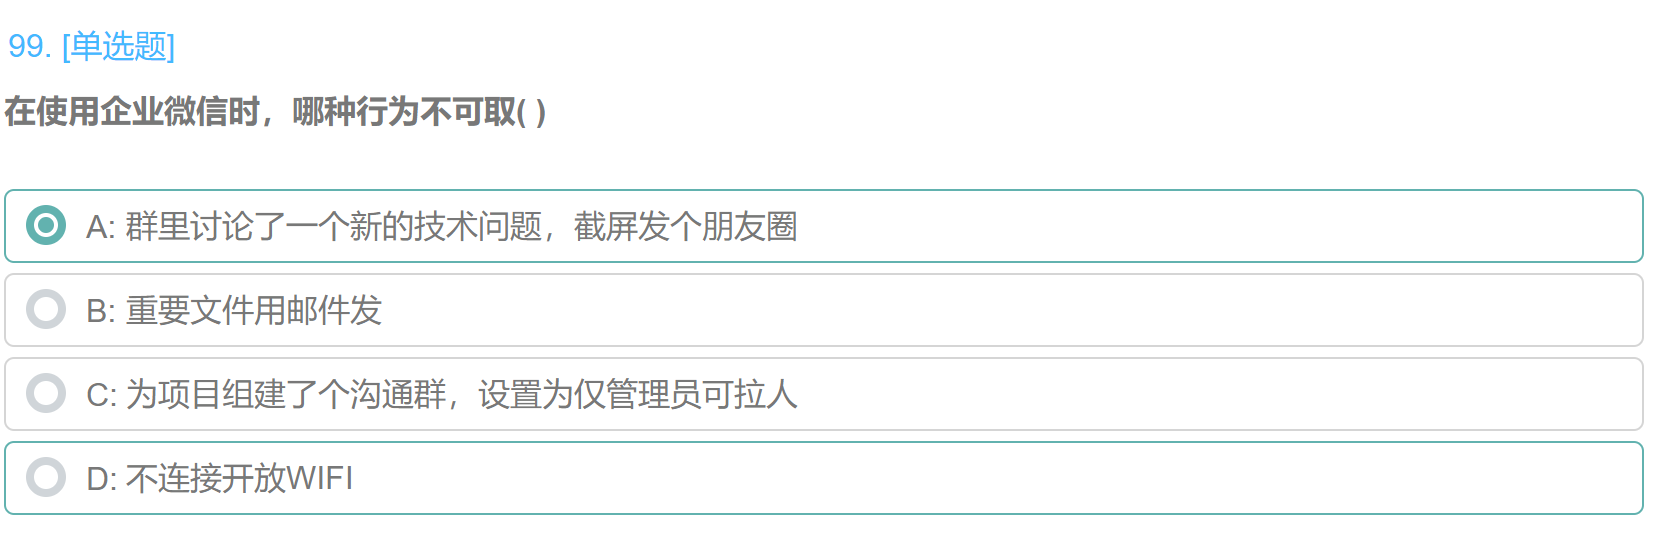 99. [单选题]
在使用企业微信时，哪种行为不可取( )
A: 群里讨论了一个新的技术问题，截屏发个朋友圈
B: 重要文件用邮件发
C: 为项目组建了个沟通群，设置为仅管理员可拉人
D: 不连接开放WIFI